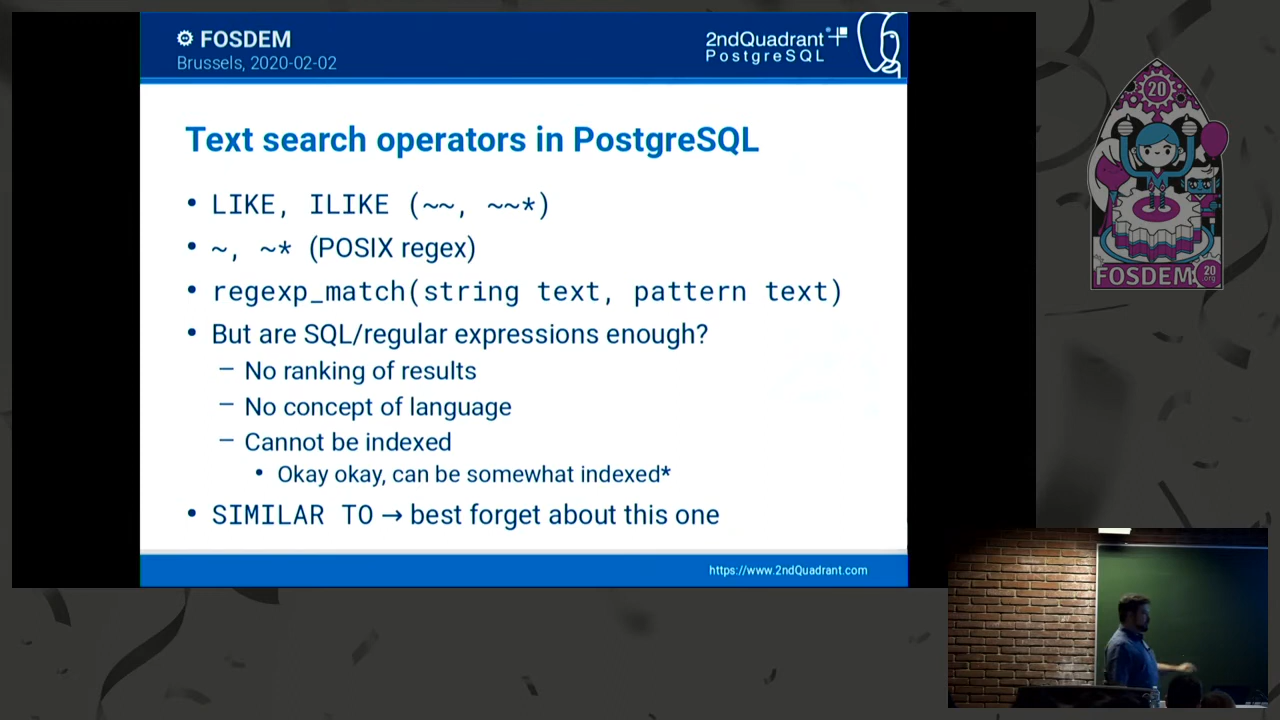 FOSDEM
Brussels, 2020-02-02
2ndQuadrant
PostgreSQL
Text search operators in PostgreSQL
• LIKE, ILIKE (~~, ~~*)
• ~, ~* (POSIX regex)
• regexp_match(string text, pattern text)
• But are SQL/regular expressions enough?
– No ranking of results
– No concept of language
– Cannot be indexed
• Okay okay, can be somewhat indexed*
• SIMILAR TO → best forget about this one
https://www.2ndQuadrant.com
20
FOSDEM 20
.org